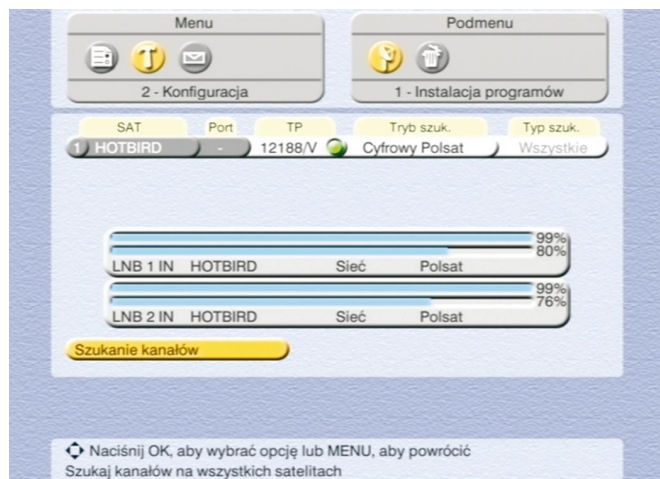 Menu
Podmenu
2 - Konfiguracja
1 - Instalacja programów
SAT Port TP Tryb szuk. Typ szuk.
1 HOTBIRD - 12188/V Cyfrowy Polsat Wszystkie
99%
80%
LNB 1 IN HOTBIRD Sieć Polsat
99%
76%
LNB 2 IN HOTBIRD Sieć Polsat
Szukanie kanałów
Naciśnij OK, aby wybrać opcję lub MENU, aby powrócić
Szukaj kanałów na wszystkich satelitach